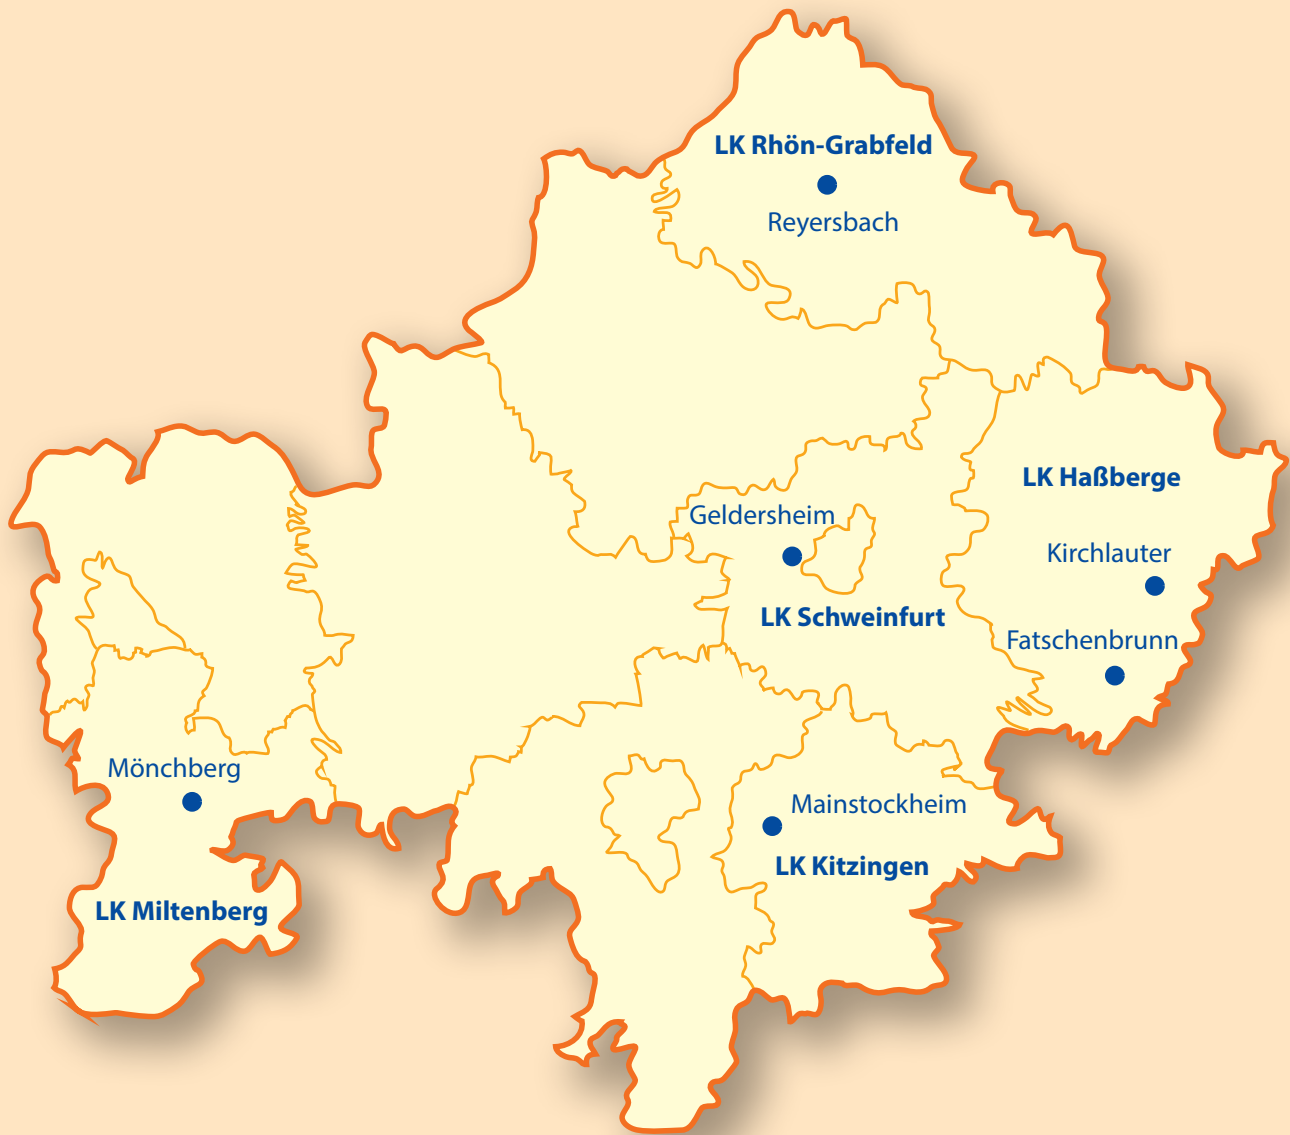 LK Rhön-Grabfeld
Reyersbach
LK Haßberge
Geldersheim
Kirchlauter
LK Schweinfurt
Fatschenbrunn
Mönchberg
Mainstockheim
LK Kitzingen
LK Miltenberg